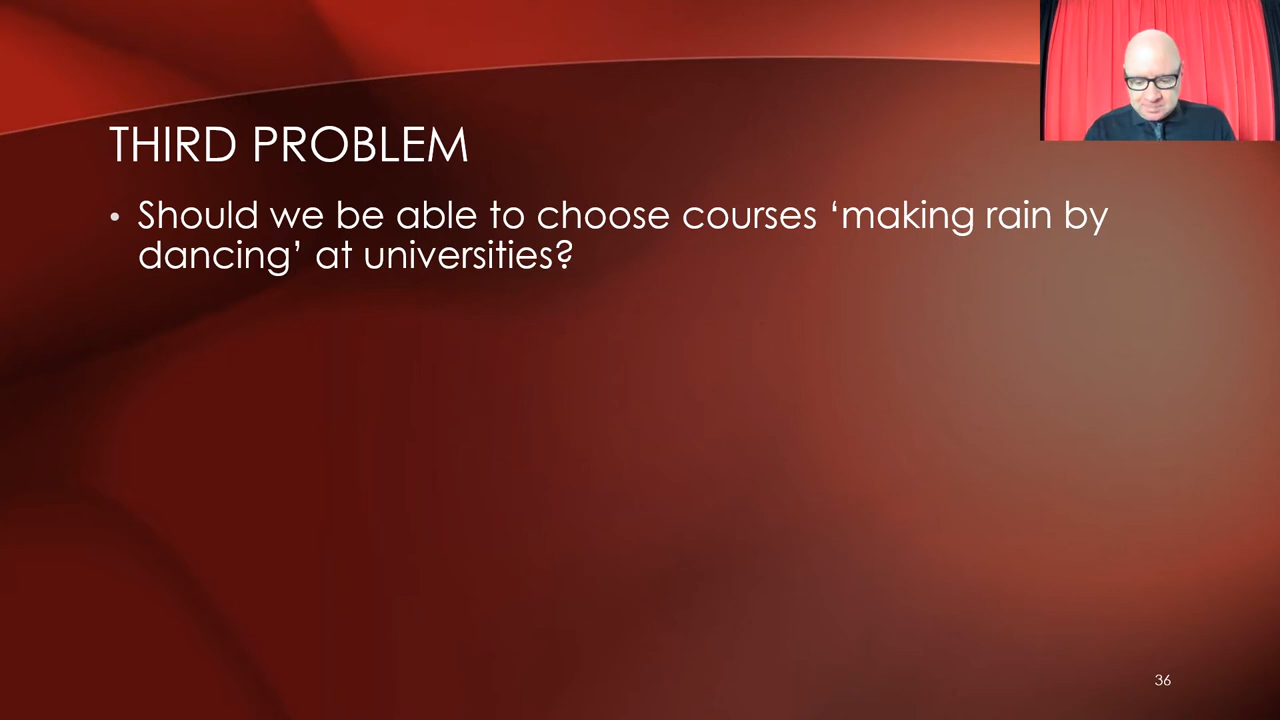 THIRD PROBLEM
• Should we be able to choose courses ‘making rain by
dancing’ at universities?
36